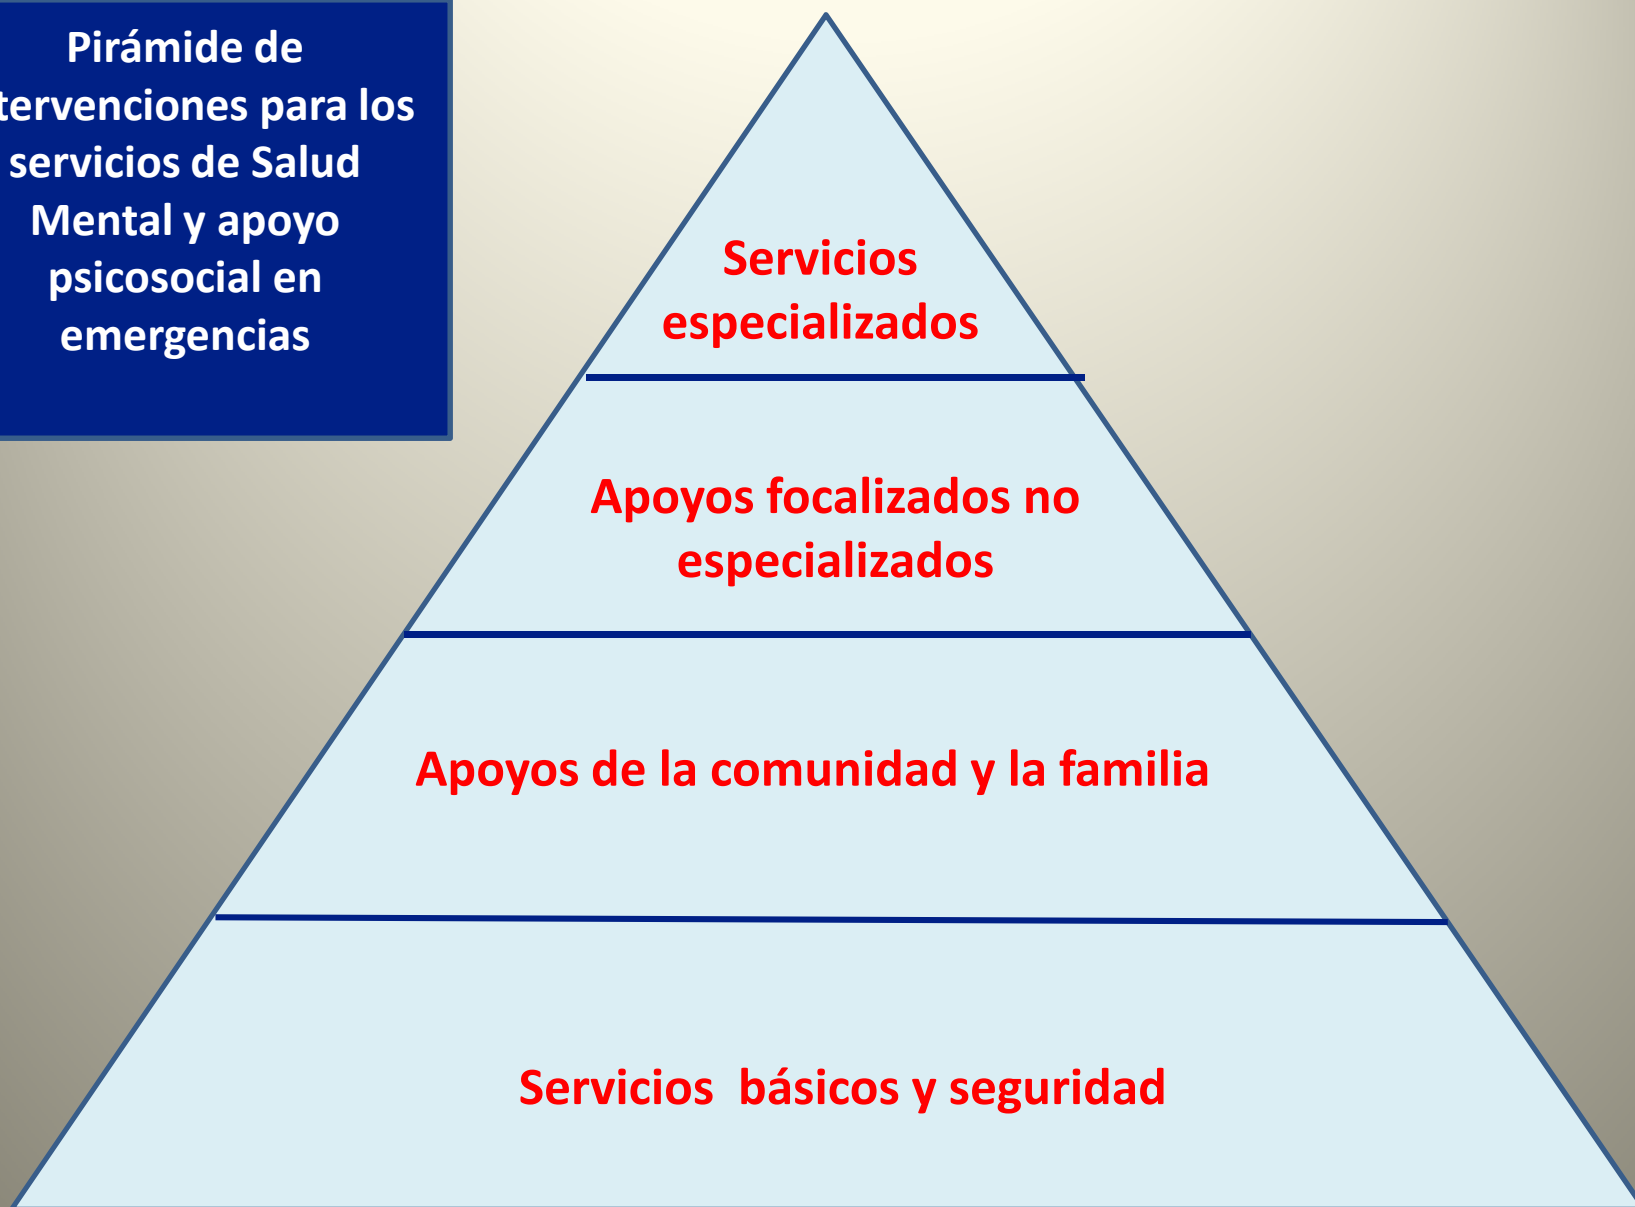 Pirámide de
tervenciones para los
servicios de Salud
Mental y apoyo
psicosocial en
emergencias
Servicios
especializados
Apoyos focalizados no
especializados
Apoyos de la comunidad y la familia
Servicios  básicos y seguridad